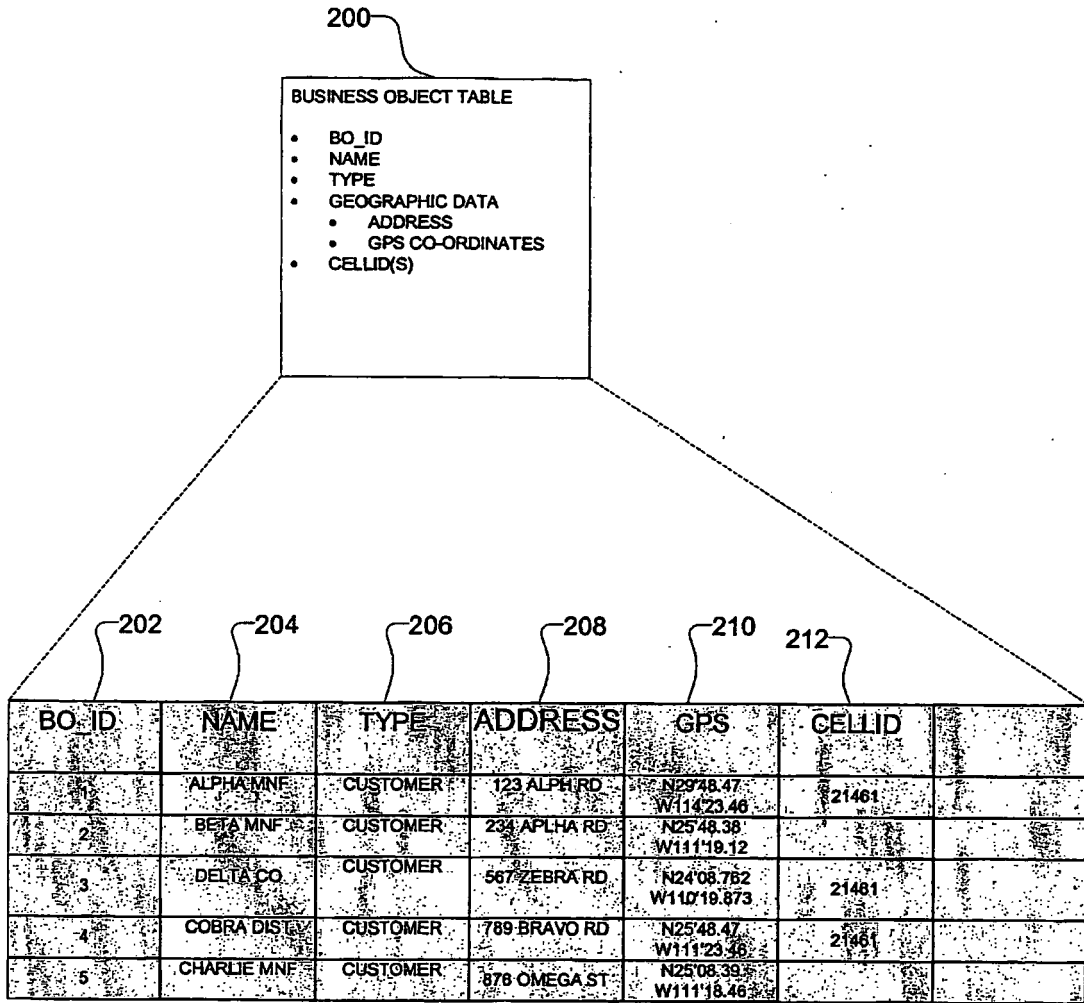 200
BUSINESS OBJECT TABLE
• BO_ID
• NAME
• TYPE
• GEOGRAPHIC DATA
• ADDRESS
• GPS CO-ORDINATES
• CELLID(S)
202 204 206 208 210 212
BO_ID NAME TYPE ADDRESS GPS CELLID
1 ALPHA MNF CUSTOMER 123 ALPH RD N29'48.47 W114'23.46 21461
2 BETA MNF CUSTOMER 234 APLHA RD N25'48.38' W111'19.12
3 DELTA CO CUSTOMER 567 ZEBRA RD N24'08.762 W110'19.873 21461
4 COBRA DIST CUSTOMER 789 BRAVO RD N25'48.47 W111'23.46 21461
5 CHARLIE MNF CUSTOMER 878 OMEGA ST N25'08.39 W111'18.46